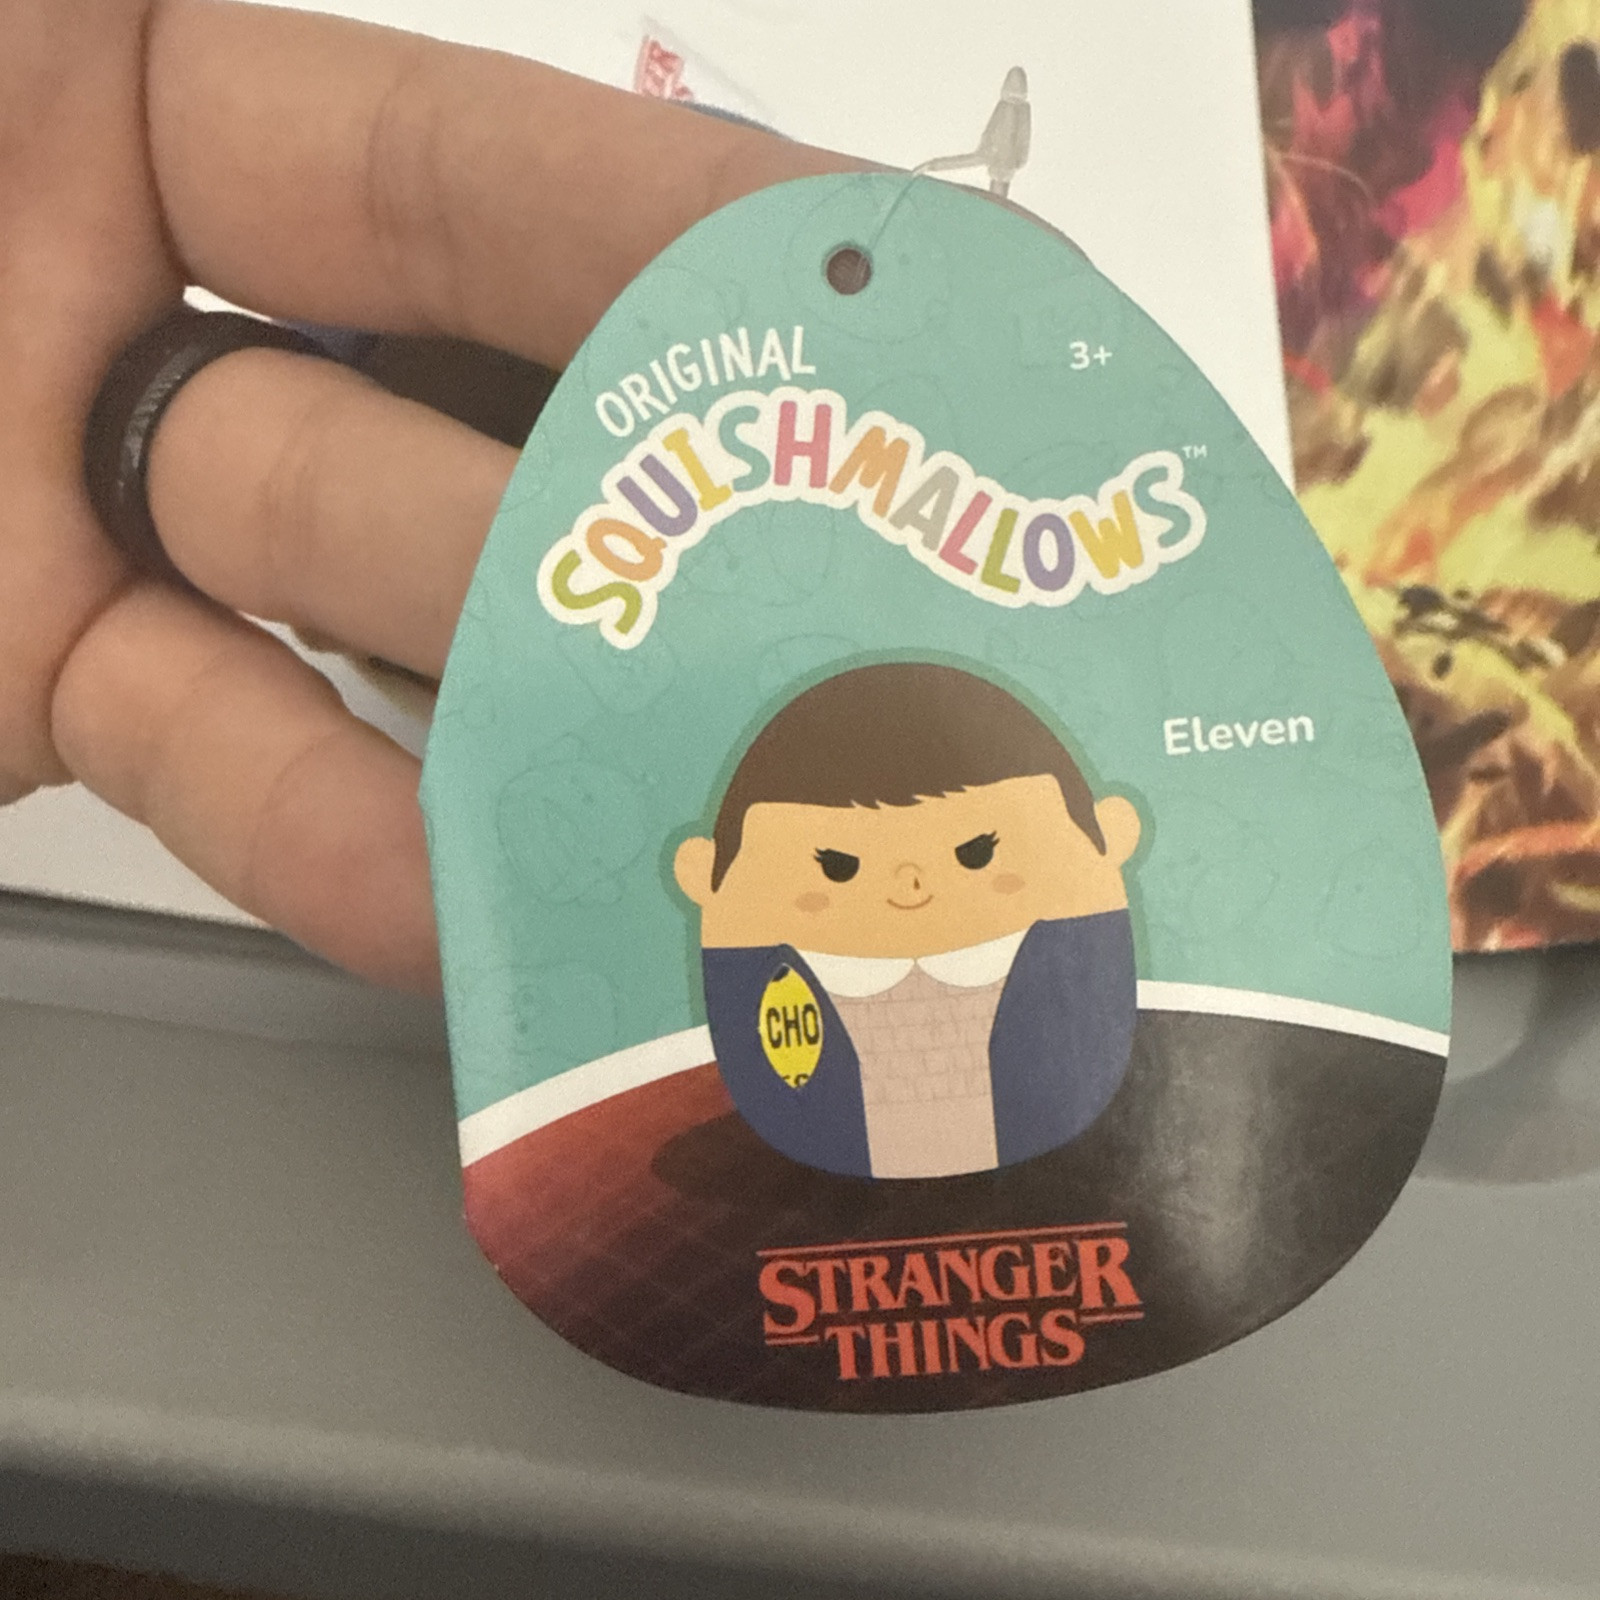 ORIGINAL
3+
SQUISHMALLOWS™
Eleven
CHO
STRANGER
THINGS